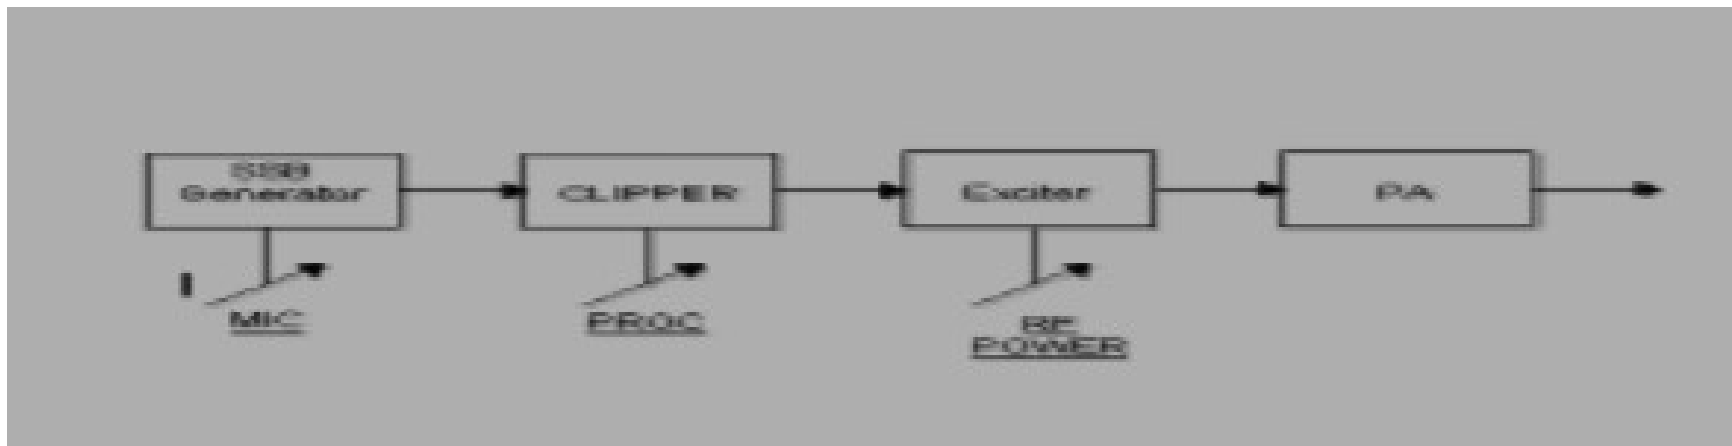 SSB
Generator
CLIPPER
Exciter
PA
MIC
PROC
RF
POWER